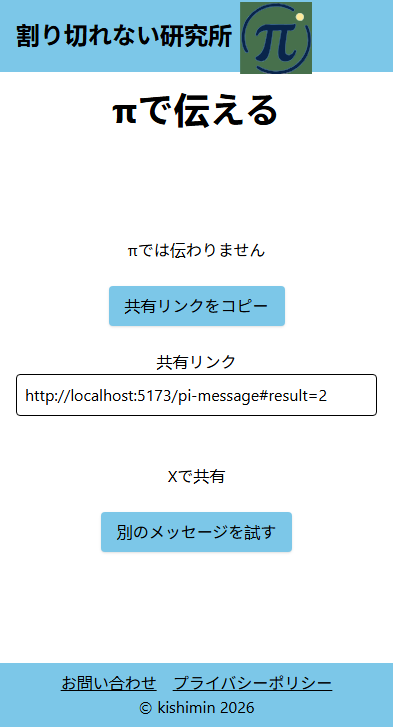 割り切れない研究所 π
πで伝える
πでは伝わりません
共有リンクをコピー
共有リンク
http://localhost:5173/pi-message#result=2
Xで共有
別のメッセージを試す
お問い合わせ プライバシーポリシー
© kishimin 2026